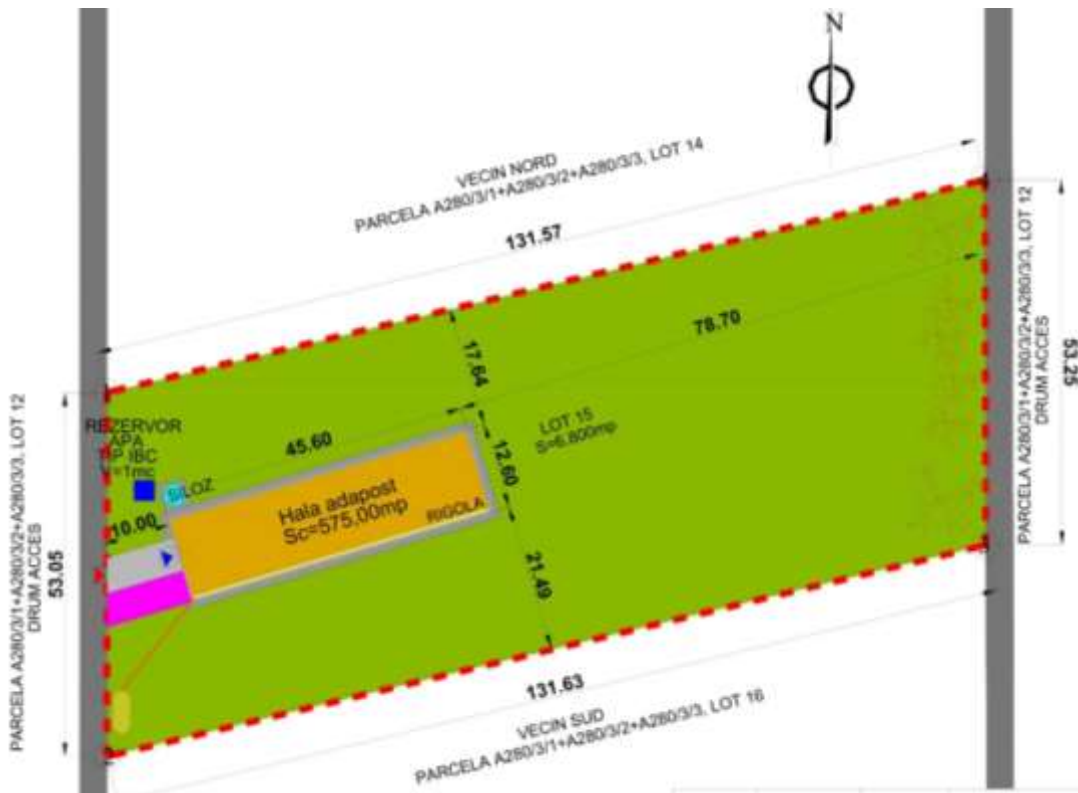 N
VECIN NORD
PARCELA A280/3/1+A280/3/2+A280/3/3, LOT 14
131.57
78.70
17.64
PARCELA A280/3/1+A280/3/2+A280/3/3, LOT 12
DRUM ACCES
53.25
PARCELA A280/3/1+A280/3/2+A280/3/3, LOT 12
DRUM ACCES
53.05
REZERVOR
APA
TIP IBC
V=1mc
SILOZ
45.60
LOT 15
S=6.800mp
12.60
Hala adapost
Sc=575,00mp
RIGOLA
10.00
21.49
131.63
VECIN SUD
PARCELA A280/3/1+A280/3/2+A280/3/3, LOT 16